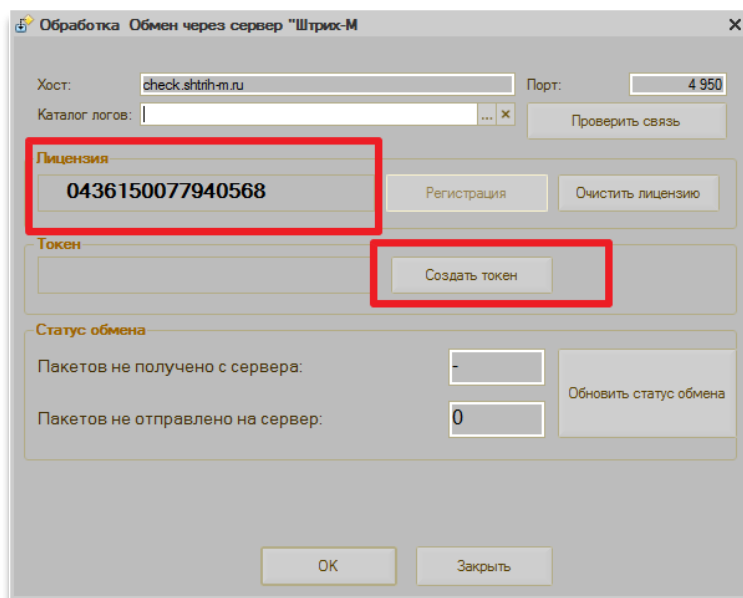 Обработка Обмен через сервер "Штрих-М
Хост: check.shtrih-m.ru Порт: 4 950
Каталог логов: ... × Проверить связь
Лицензия
0436150077940568 Регистрация Очистить лицензию
Токен
Создать токен
Статус обмена
Пакетов не получено с сервера: -
Обновить статус обмена
Пакетов не отправлено на сервер: 0
OK Закрыть